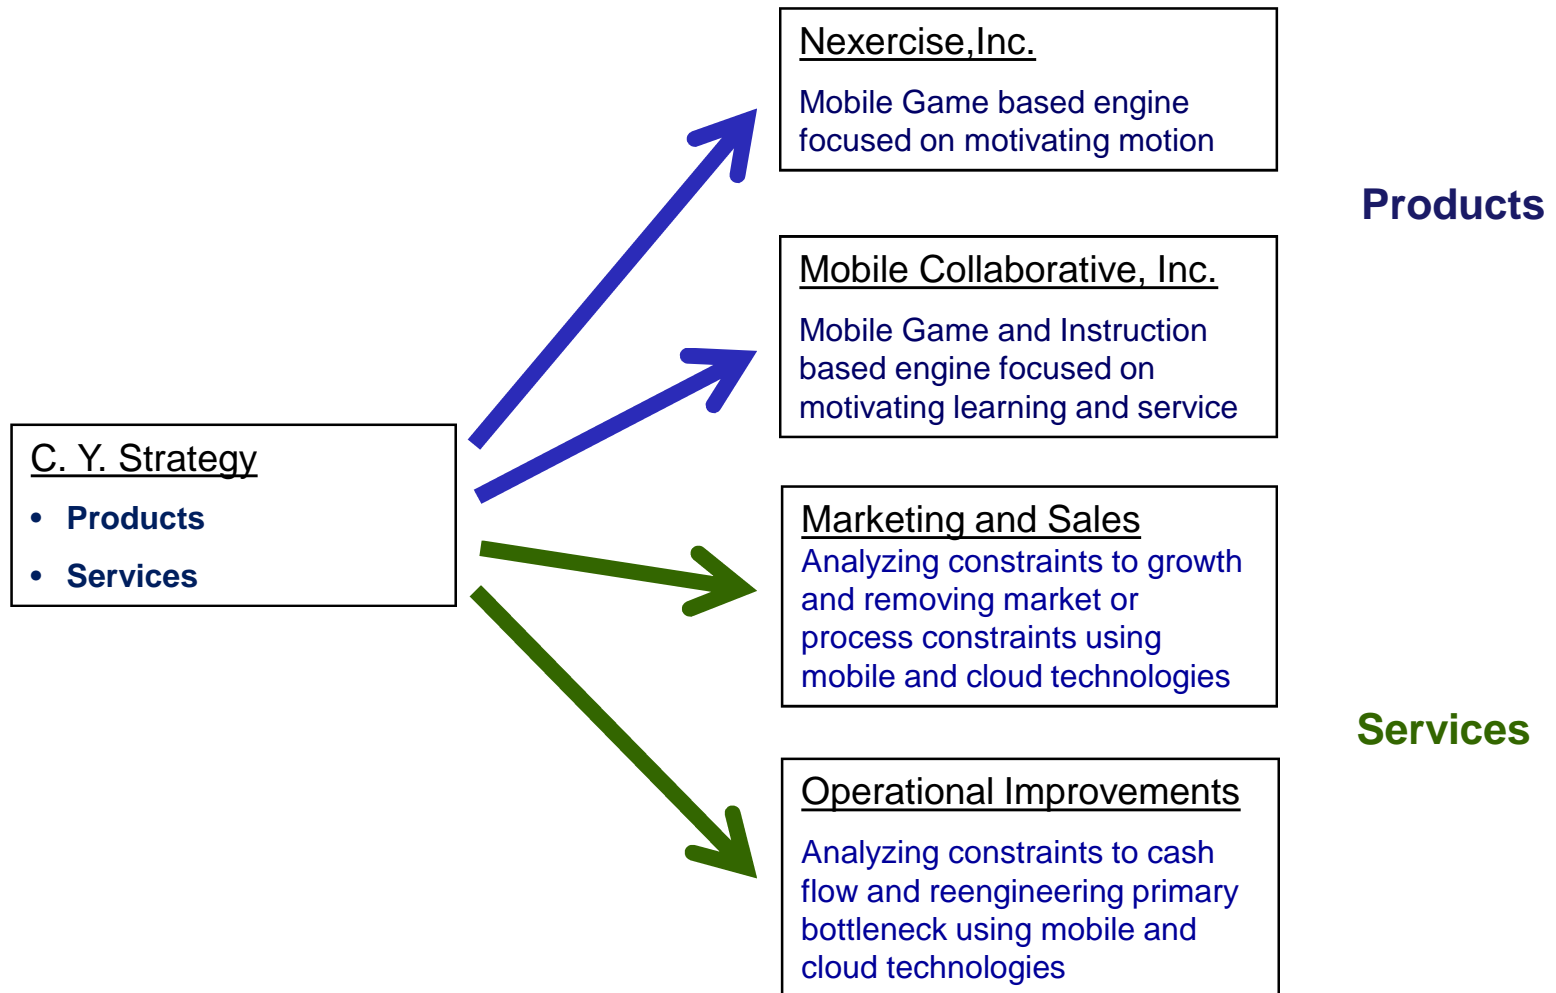 C. Y. Strategy
• Products
• Services
Nexercise,Inc.
Mobile Game based engine
focused on motivating motion
Mobile Collaborative, Inc.
Mobile Game and Instruction
based engine focused on
motivating learning and service
Products
Marketing and Sales
Analyzing constraints to growth
and removing market or
process constraints using
mobile and cloud technologies
Operational Improvements
Analyzing constraints to cash
flow and reengineering primary
bottleneck using mobile and
cloud technologies
Services